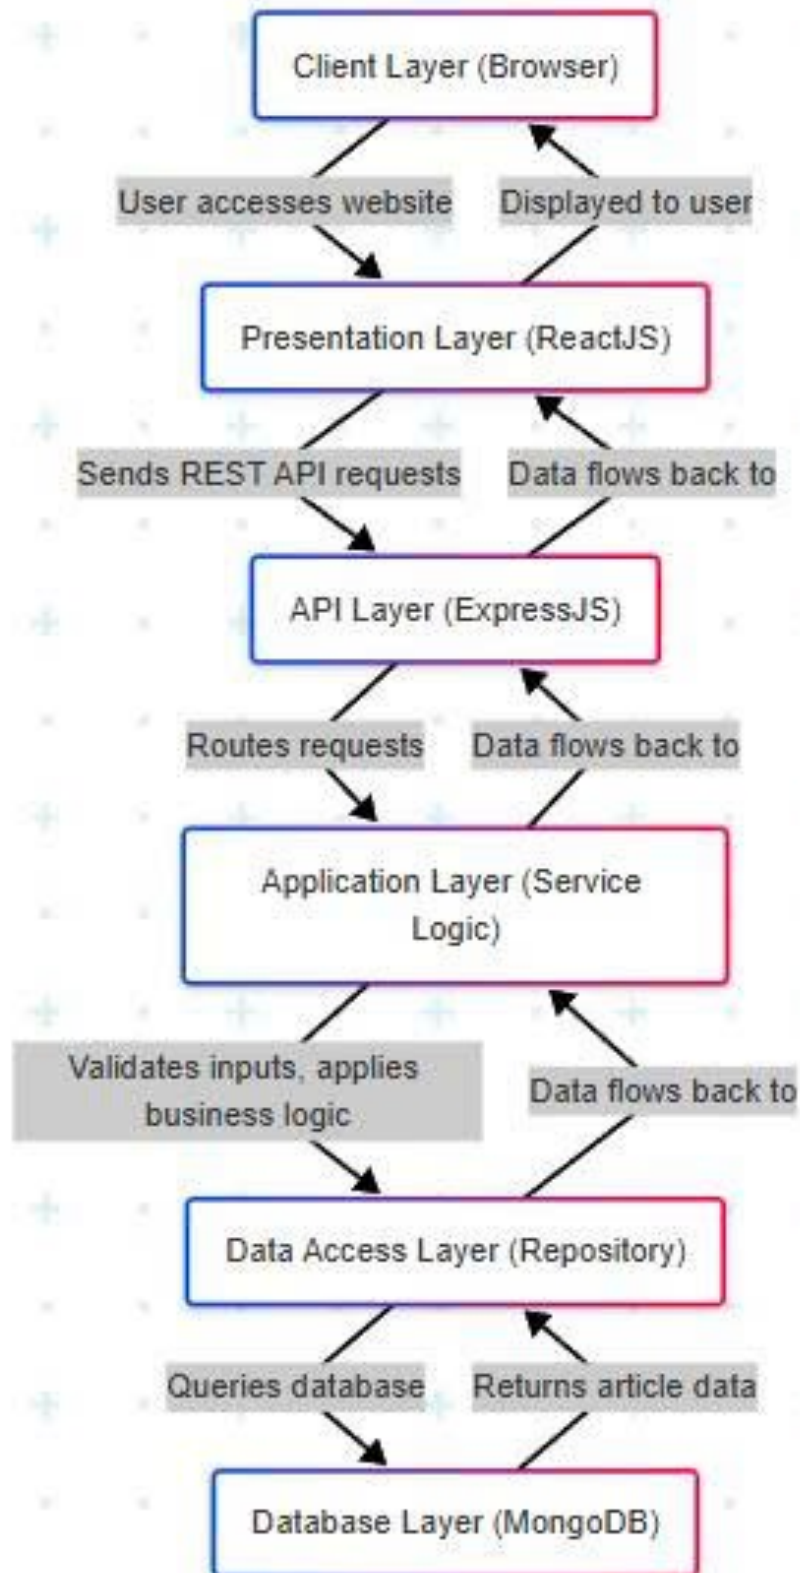 Client Layer (Browser)
User accesses website
Displayed to user
Presentation Layer (ReactJS)
Sends REST API requests
Data flows back to
API Layer (ExpressJS)
Routes requests
Data flows back to
Application Layer (Service
Logic)
Validates inputs, applies
business logic
Data flows back to
Data Access Layer (Repository)
Queries database
Returns article data
Database Layer (MongoDB)